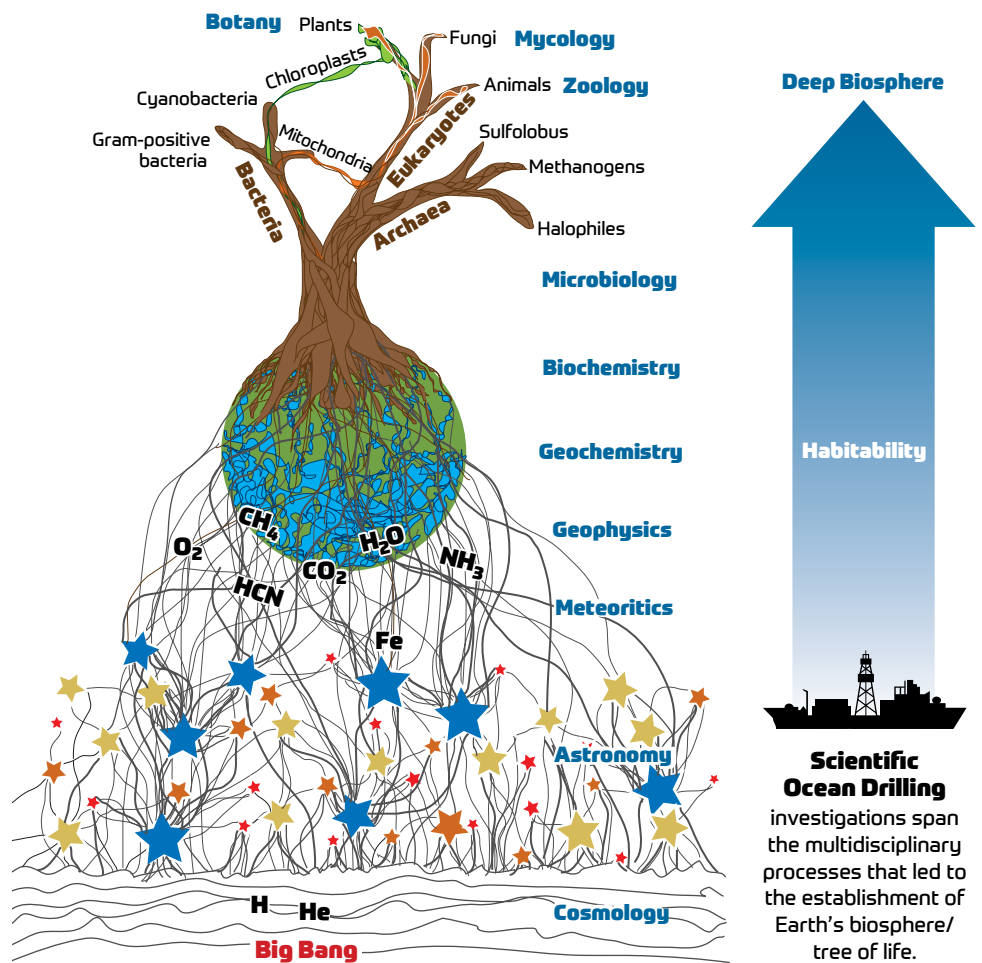 Botany
Plants
Fungi
Mycology
Chloroplasts
Animals
Zoology
Cyanobacteria
Eukaryotes
Gram-positive
bacteria
Mitochondria
Sulfolobus
Methanogens
Bacteria
Archaea
Halophiles
Microbiology
Biochemistry
Geochemistry
Geophysics
CH₄
O₂
H₂O
CO₂
NH₃
HCN
Meteoritics
Fe
Astronomy
H
He
Cosmology
Big Bang
Deep Biosphere
Habitability
Scientific
Ocean Drilling
investigations span
the multidisciplinary
processes that led to
the establishment of
Earth’s biosphere/
tree of life.